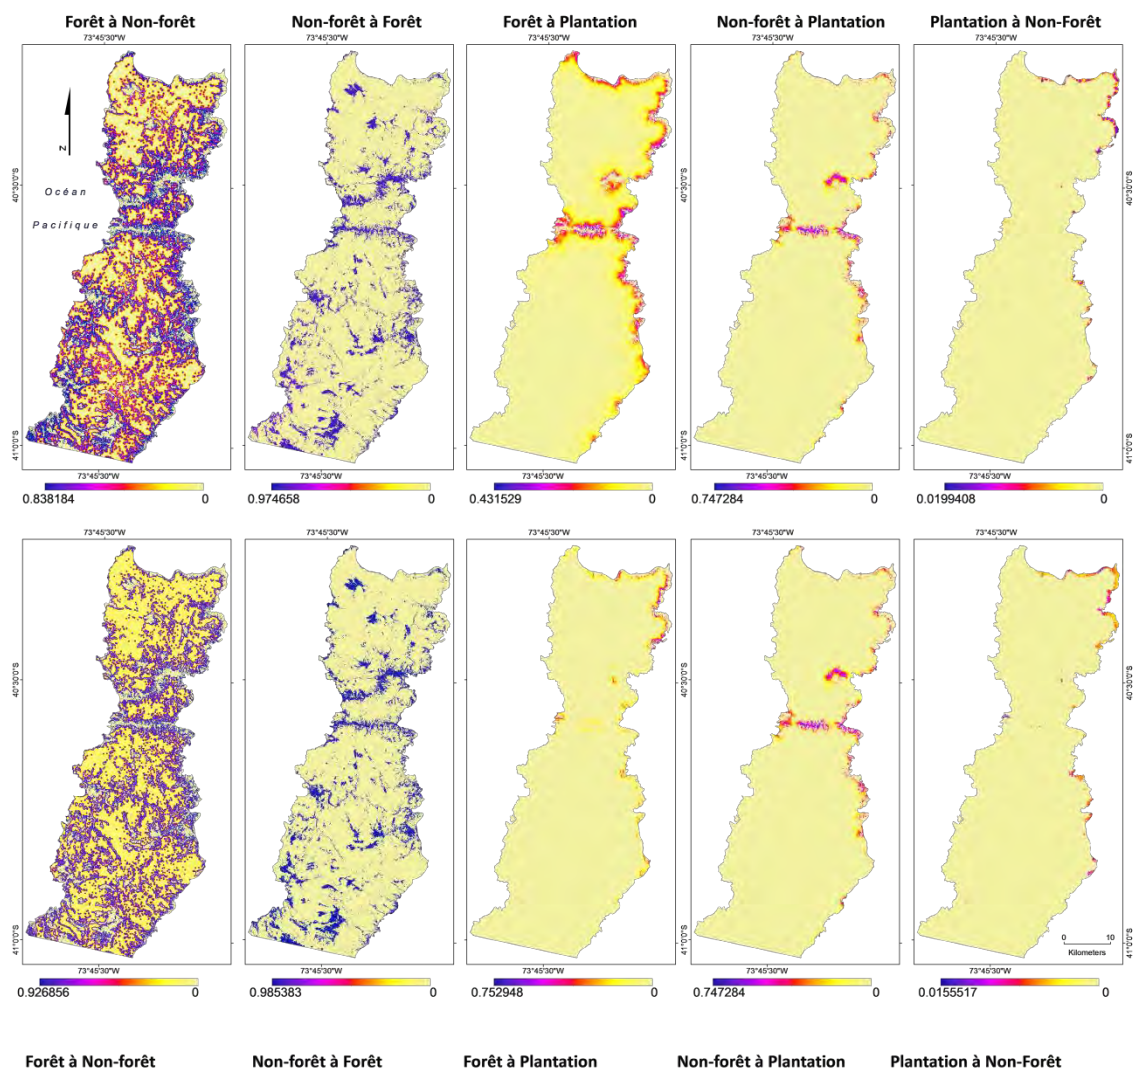 Forêt à Non-forêt
Non-forêt à Forêt
Forêt à Plantation
Non-forêt à Plantation
Plantation à Non-Forêt
73°45'30"W
73°45'30"W
73°45'30"W
73°45'30"W
73°45'30"W
N
Océan
Pacifique
40°30'0"S
40°30'0"S
41°0'0"S
41°0'0"S
73°45'30"W
73°45'30"W
73°45'30"W
73°45'30"W
73°45'30"W
0.838184 0
0.974658 0
0.431529 0
0.747284 0
0.0199408 0
73°45'30"W
73°45'30"W
73°45'30"W
73°45'30"W
73°45'30"W
40°30'0"S
40°30'0"S
41°0'0"S
41°0'0"S
0 10
Kilometers
73°45'30"W
73°45'30"W
73°45'30"W
73°45'30"W
73°45'30"W
0.926856 0
0.985383 0
0.752948 0
0.747284 0
0.0155517 0
Forêt à Non-forêt
Non-forêt à Forêt
Forêt à Plantation
Non-forêt à Plantation
Plantation à Non-Forêt